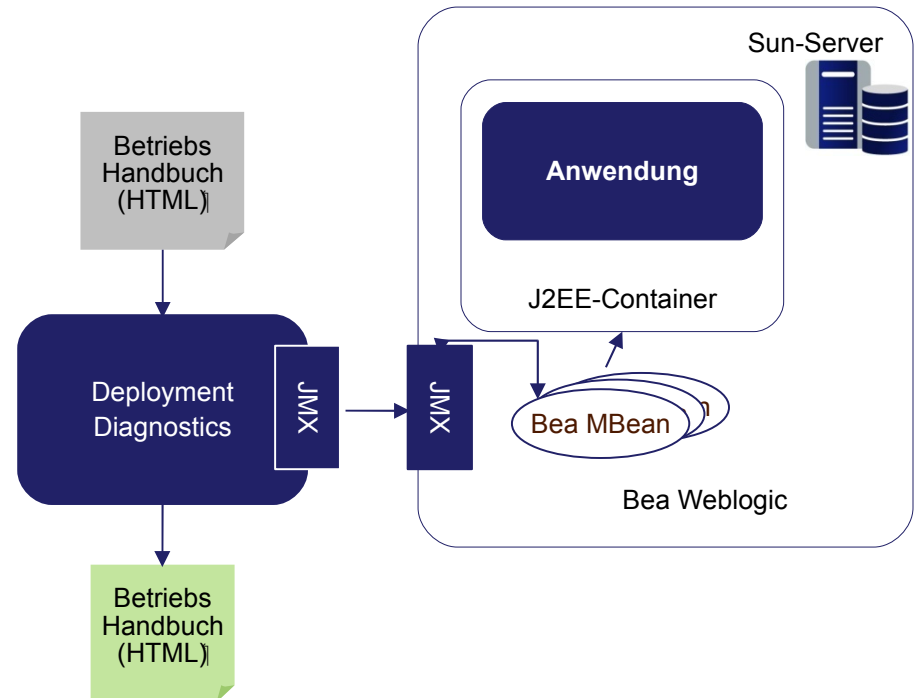 Sun-Server
Betriebs
Handbuch
(HTML)
Anwendung
J2EE-Container
Deployment
Diagnostics
JMX
JMX
Bea MBean
n
Bea Weblogic
Betriebs
Handbuch
(HTML)